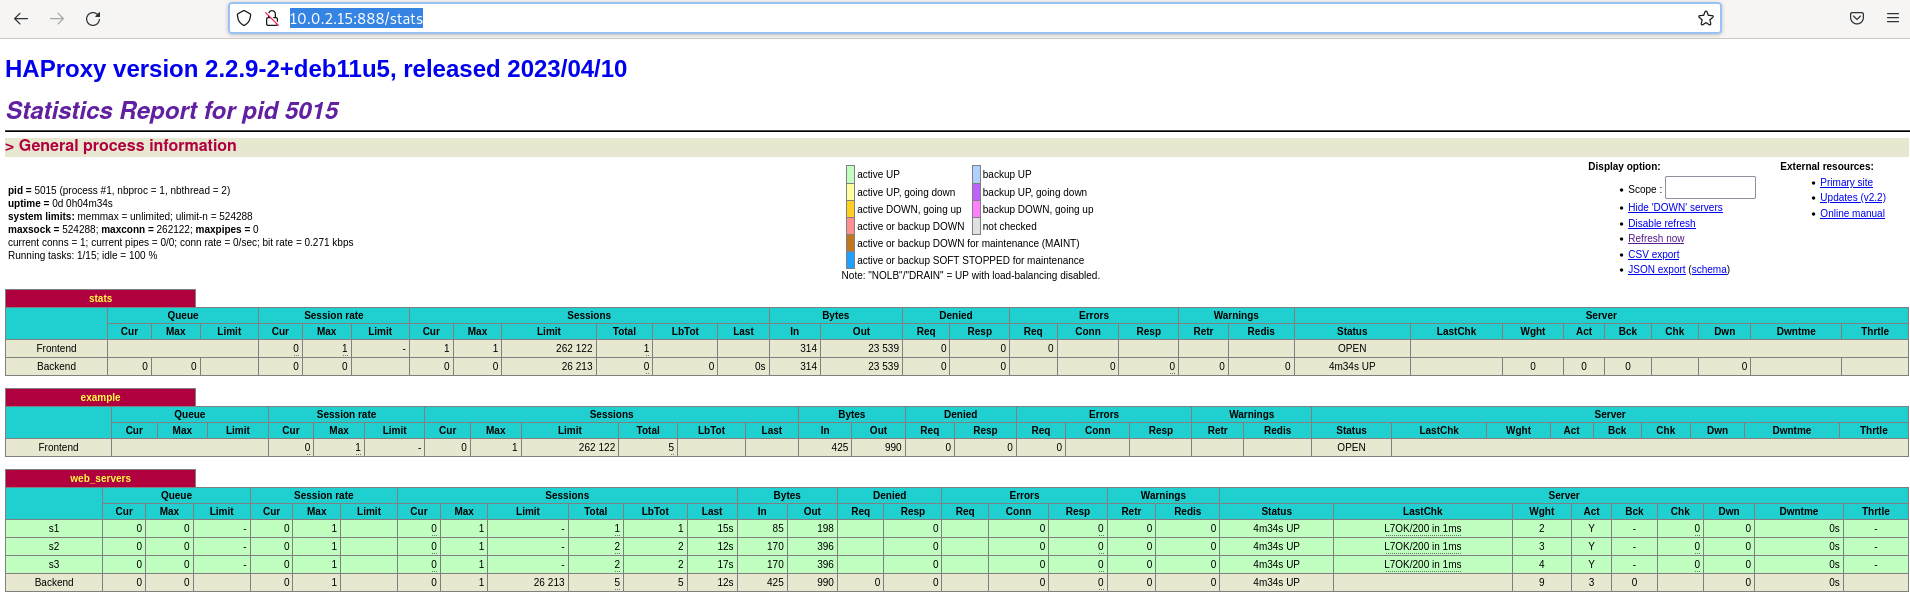 10.0.2.15:888/stats
HAProxy version 2.2.9-2+deb11u5, released 2023/04/10
Statistics Report for pid 5015
> General process information
pid = 5015 (process #1, nbproc = 1, nbthread = 2)
uptime = 0d 0h04m34s
system limits: memmax = unlimited; ulimit-n = 524288
maxsock = 524288; maxconn = 262122; maxpipes = 0
current conns = 1; current pipes = 0/0; conn rate = 0/sec; bit rate = 0.271 kbps
Running tasks: 1/15; idle = 100 %
active UP backup UP
active UP, going down backup UP, going down
active DOWN, going up backup DOWN, going up
active or backup DOWN not checked
active or backup DOWN for maintenance (MAINT)
active or backup SOFT STOPPED for maintenance
Note: "NOLB"/"DRAIN" = UP with load-balancing disabled.
Display option:
• Scope :
• Hide 'DOWN' servers
• Disable refresh
• Refresh now
• CSV export
• JSON export (schema)
External resources:
• Primary site
• Updates (v2.2)
• Online manual
stats
Queue Session rate Sessions Bytes Denied Errors Warnings Server
Cur Max Limit Cur Max Limit Cur Max Limit Total LbTot Last In Out Req Resp Req Conn Resp Retr Redis Status LastChk Wght Act Bck Chk Dwn Dwntme Thrtle
Frontend 0 1 - 1 1 262 122 1 314 23 539 0 0 0 OPEN
Backend 0 0 0 0 0 0 26 213 0 0 0s 314 23 539 0 0 0 0 0 0 4m34s UP 0 0 0 0
example
Queue Session rate Sessions Bytes Denied Errors Warnings Server
Cur Max Limit Cur Max Limit Cur Max Limit Total LbTot Last In Out Req Resp Req Conn Resp Retr Redis Status LastChk Wght Act Bck Chk Dwn Dwntme Thrtle
Frontend 0 1 - 0 1 262 122 5 425 990 0 0 0 OPEN
web_servers
Queue Session rate Sessions Bytes Denied Errors Warnings Server
Cur Max Limit Cur Max Limit Cur Max Limit Total LbTot Last In Out Req Resp Req Conn Resp Retr Redis Status LastChk Wght Act Bck Chk Dwn Dwntme Thrtle
s1 0 0 - 0 1 0 1 - 1 1 15s 85 198 0 0 0 0 0 4m34s UP L7OK/200 in 1ms 2 Y - 0 0 0s -
s2 0 0 - 0 1 0 1 - 2 2 12s 170 396 0 0 0 0 0 4m34s UP L7OK/200 in 1ms 3 Y - 0 0 0s -
s3 0 0 - 0 1 0 1 - 2 2 17s 170 396 0 0 0 0 0 4m34s UP L7OK/200 in 1ms 4 Y - 0 0 0s -
Backend 0 0 0 1 0 1 26 213 5 5 12s 425 990 0 0 0 0 0 0 4m34s UP 9 3 0 0 0s